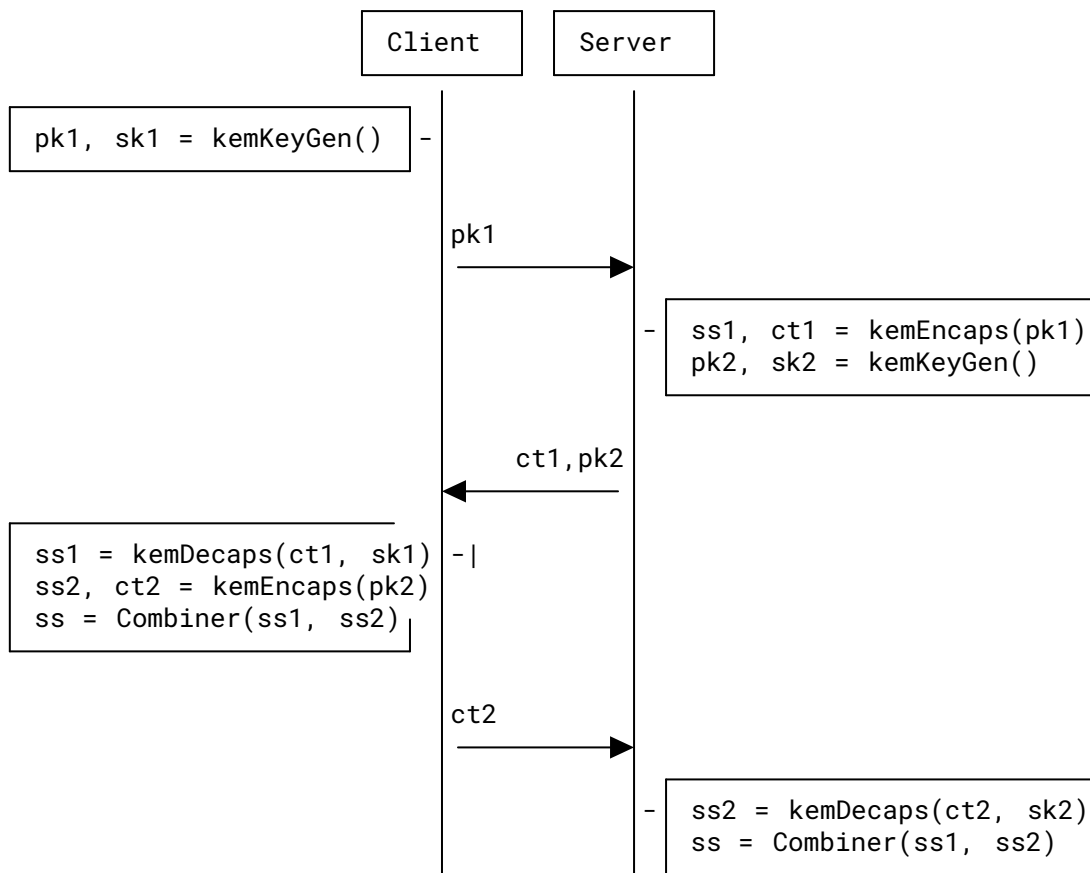 Client
Server
pk1, sk1 = kemKeyGen() -
pk1
- ss1, ct1 = kemEncaps(pk1)
pk2, sk2 = kemKeyGen()
ct1,pk2
ss1 = kemDecaps(ct1, sk1) -|
ss2, ct2 = kemEncaps(pk2)
ss = Combiner(ss1, ss2)
ct2
- ss2 = kemDecaps(ct2, sk2)
ss = Combiner(ss1, ss2)